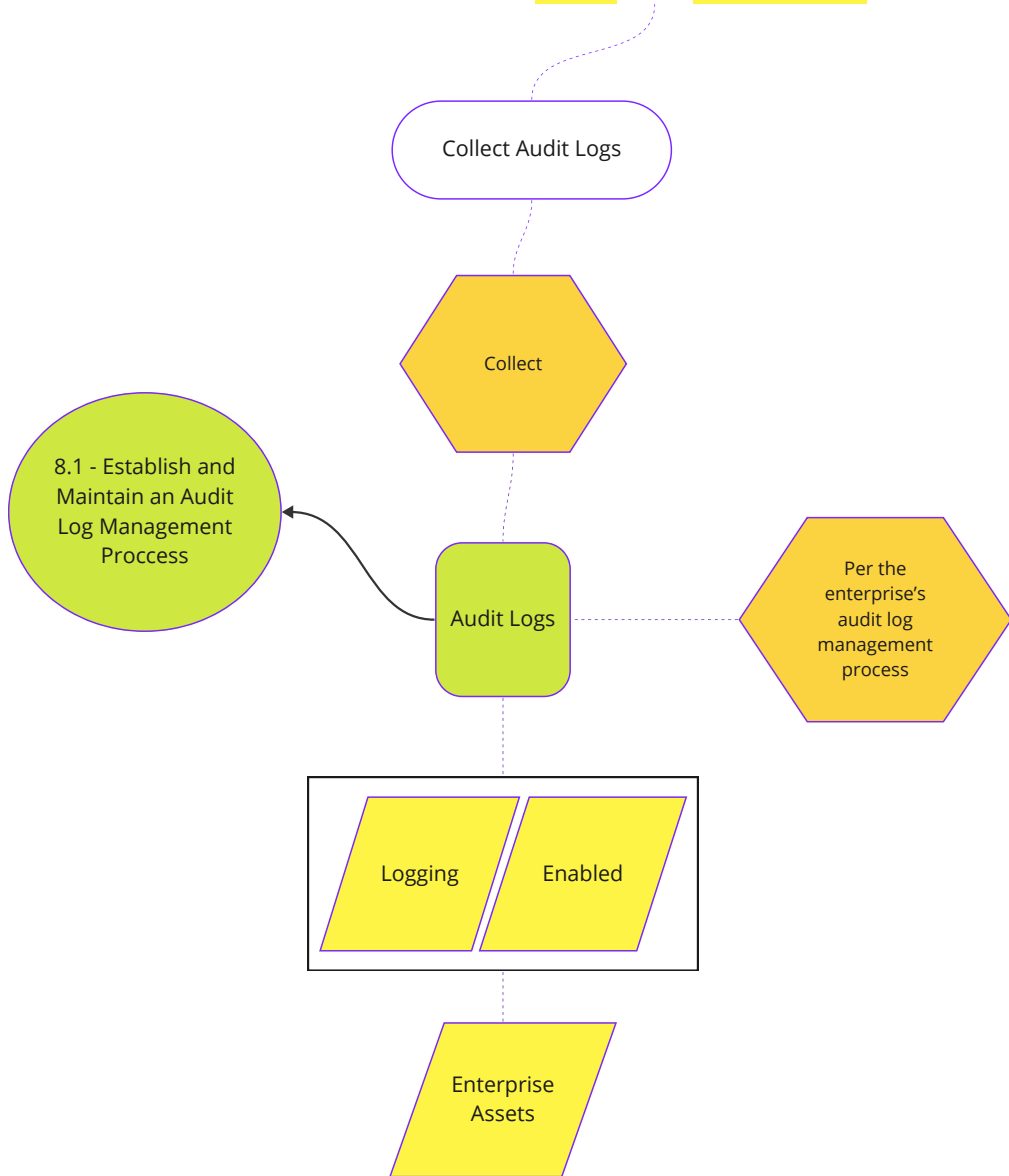 Collect Audit Logs
Collect
8.1 - Establish and
Maintain an Audit
Log Management
Proccess
Audit Logs
Per the
enterprise’s
audit log
management
process
Logging
Enabled
Enterprise
Assets